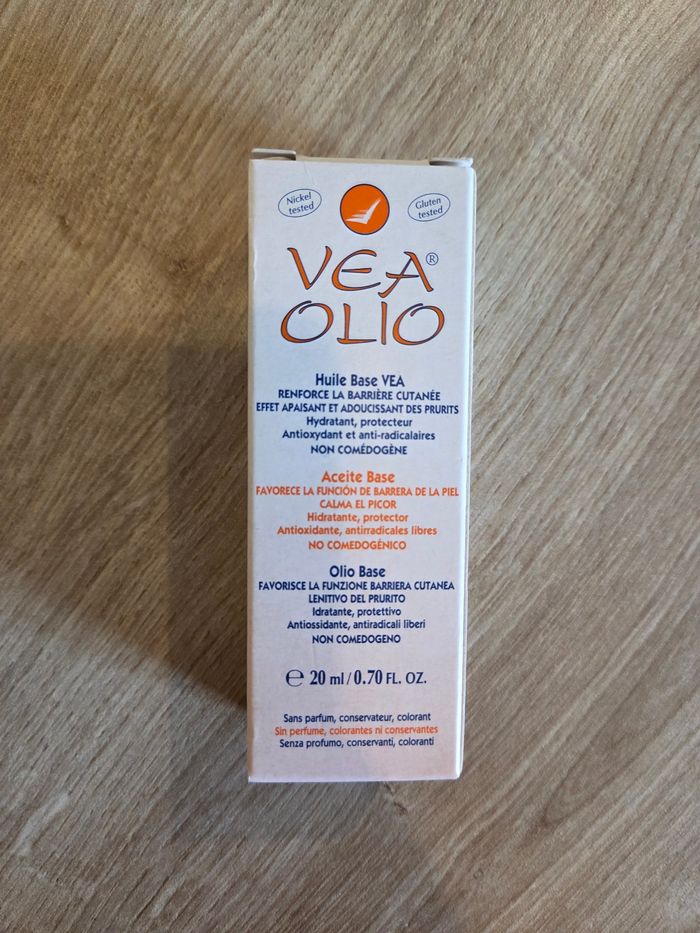 Nickel
tested
Gluten
tested
VEA®
OLIO
Huile Base VEA
RENFORCE LA BARRIÈRE CUTANÉE
EFFET APAISANT ET ADOUCISSANT DES PRURITS
Hydratant, protecteur
Antioxydant et anti-radicalaires
NON COMÉDOGÈNE
Aceite Base
FAVORECE LA FUNCIÓN DE BARRERA DE LA PIEL
CALMA EL PICOR
Hidratante, protector
Antioxidante, antirradicales libres
NO COMEDOGÉNICO
Olio Base
FAVORISCE LA FUNZIONE BARRIERA CUTANEA
LENITIVO DEL PRURITO
Idratante, protettivo
Antiossidante, antiradicali liberi
NON COMEDOGENO
℮ 20 ml / 0.70 FL. OZ.
Sans parfum, conservateur, colorant
Sin perfume, colorantes ni conservantes
Senza profumo, conservanti, coloranti